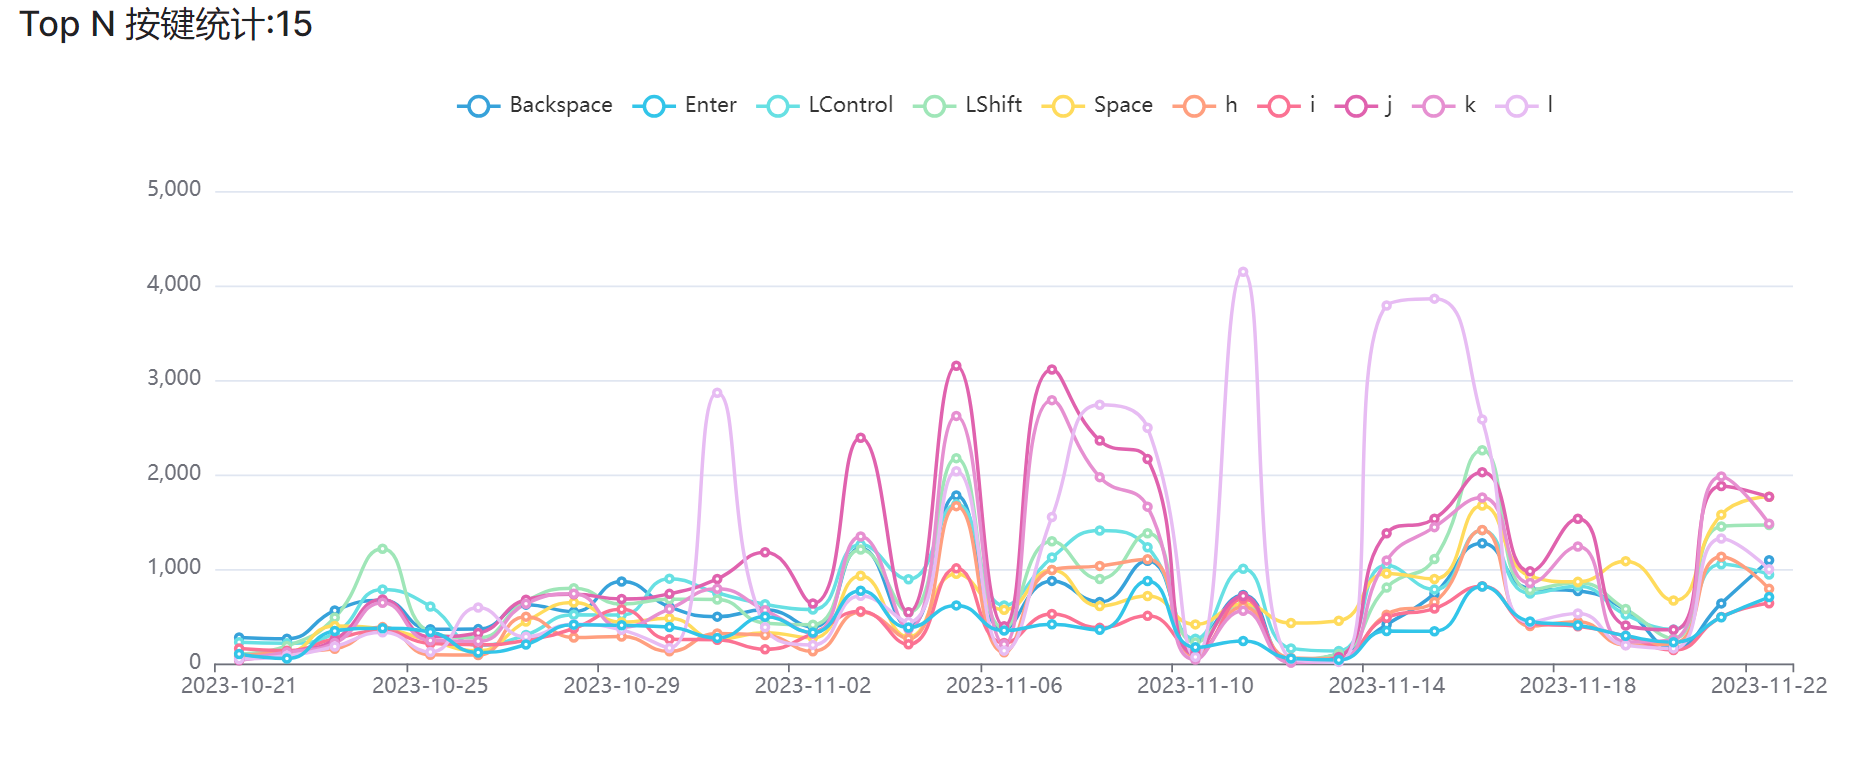 Top N 按键统计:15
Backspace Enter LControl LShift Space h i j k l
5,000
4,000
3,000
2,000
1,000
0
2023-10-21 2023-10-25 2023-10-29 2023-11-02 2023-11-06 2023-11-10 2023-11-14 2023-11-18 2023-11-22